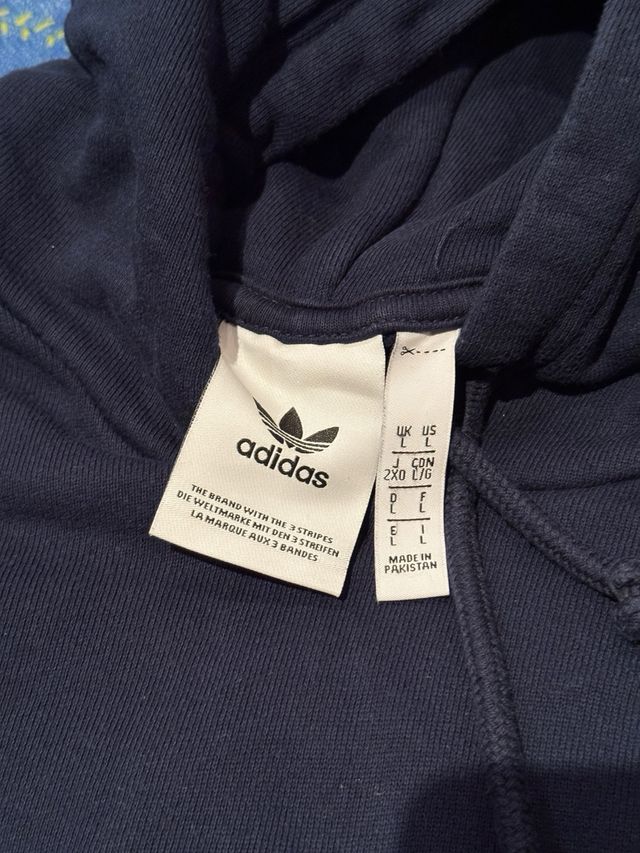 adidas
THE BRAND WITH THE 3 STRIPES
DIE WELTMARKE MIT DEN 3 STREIFEN
LA MARQUE AUX 3 BANDES
UK US
L L
J CDN
2XO L/G
D F
L L
E I
L L
MADE IN
PAKISTAN